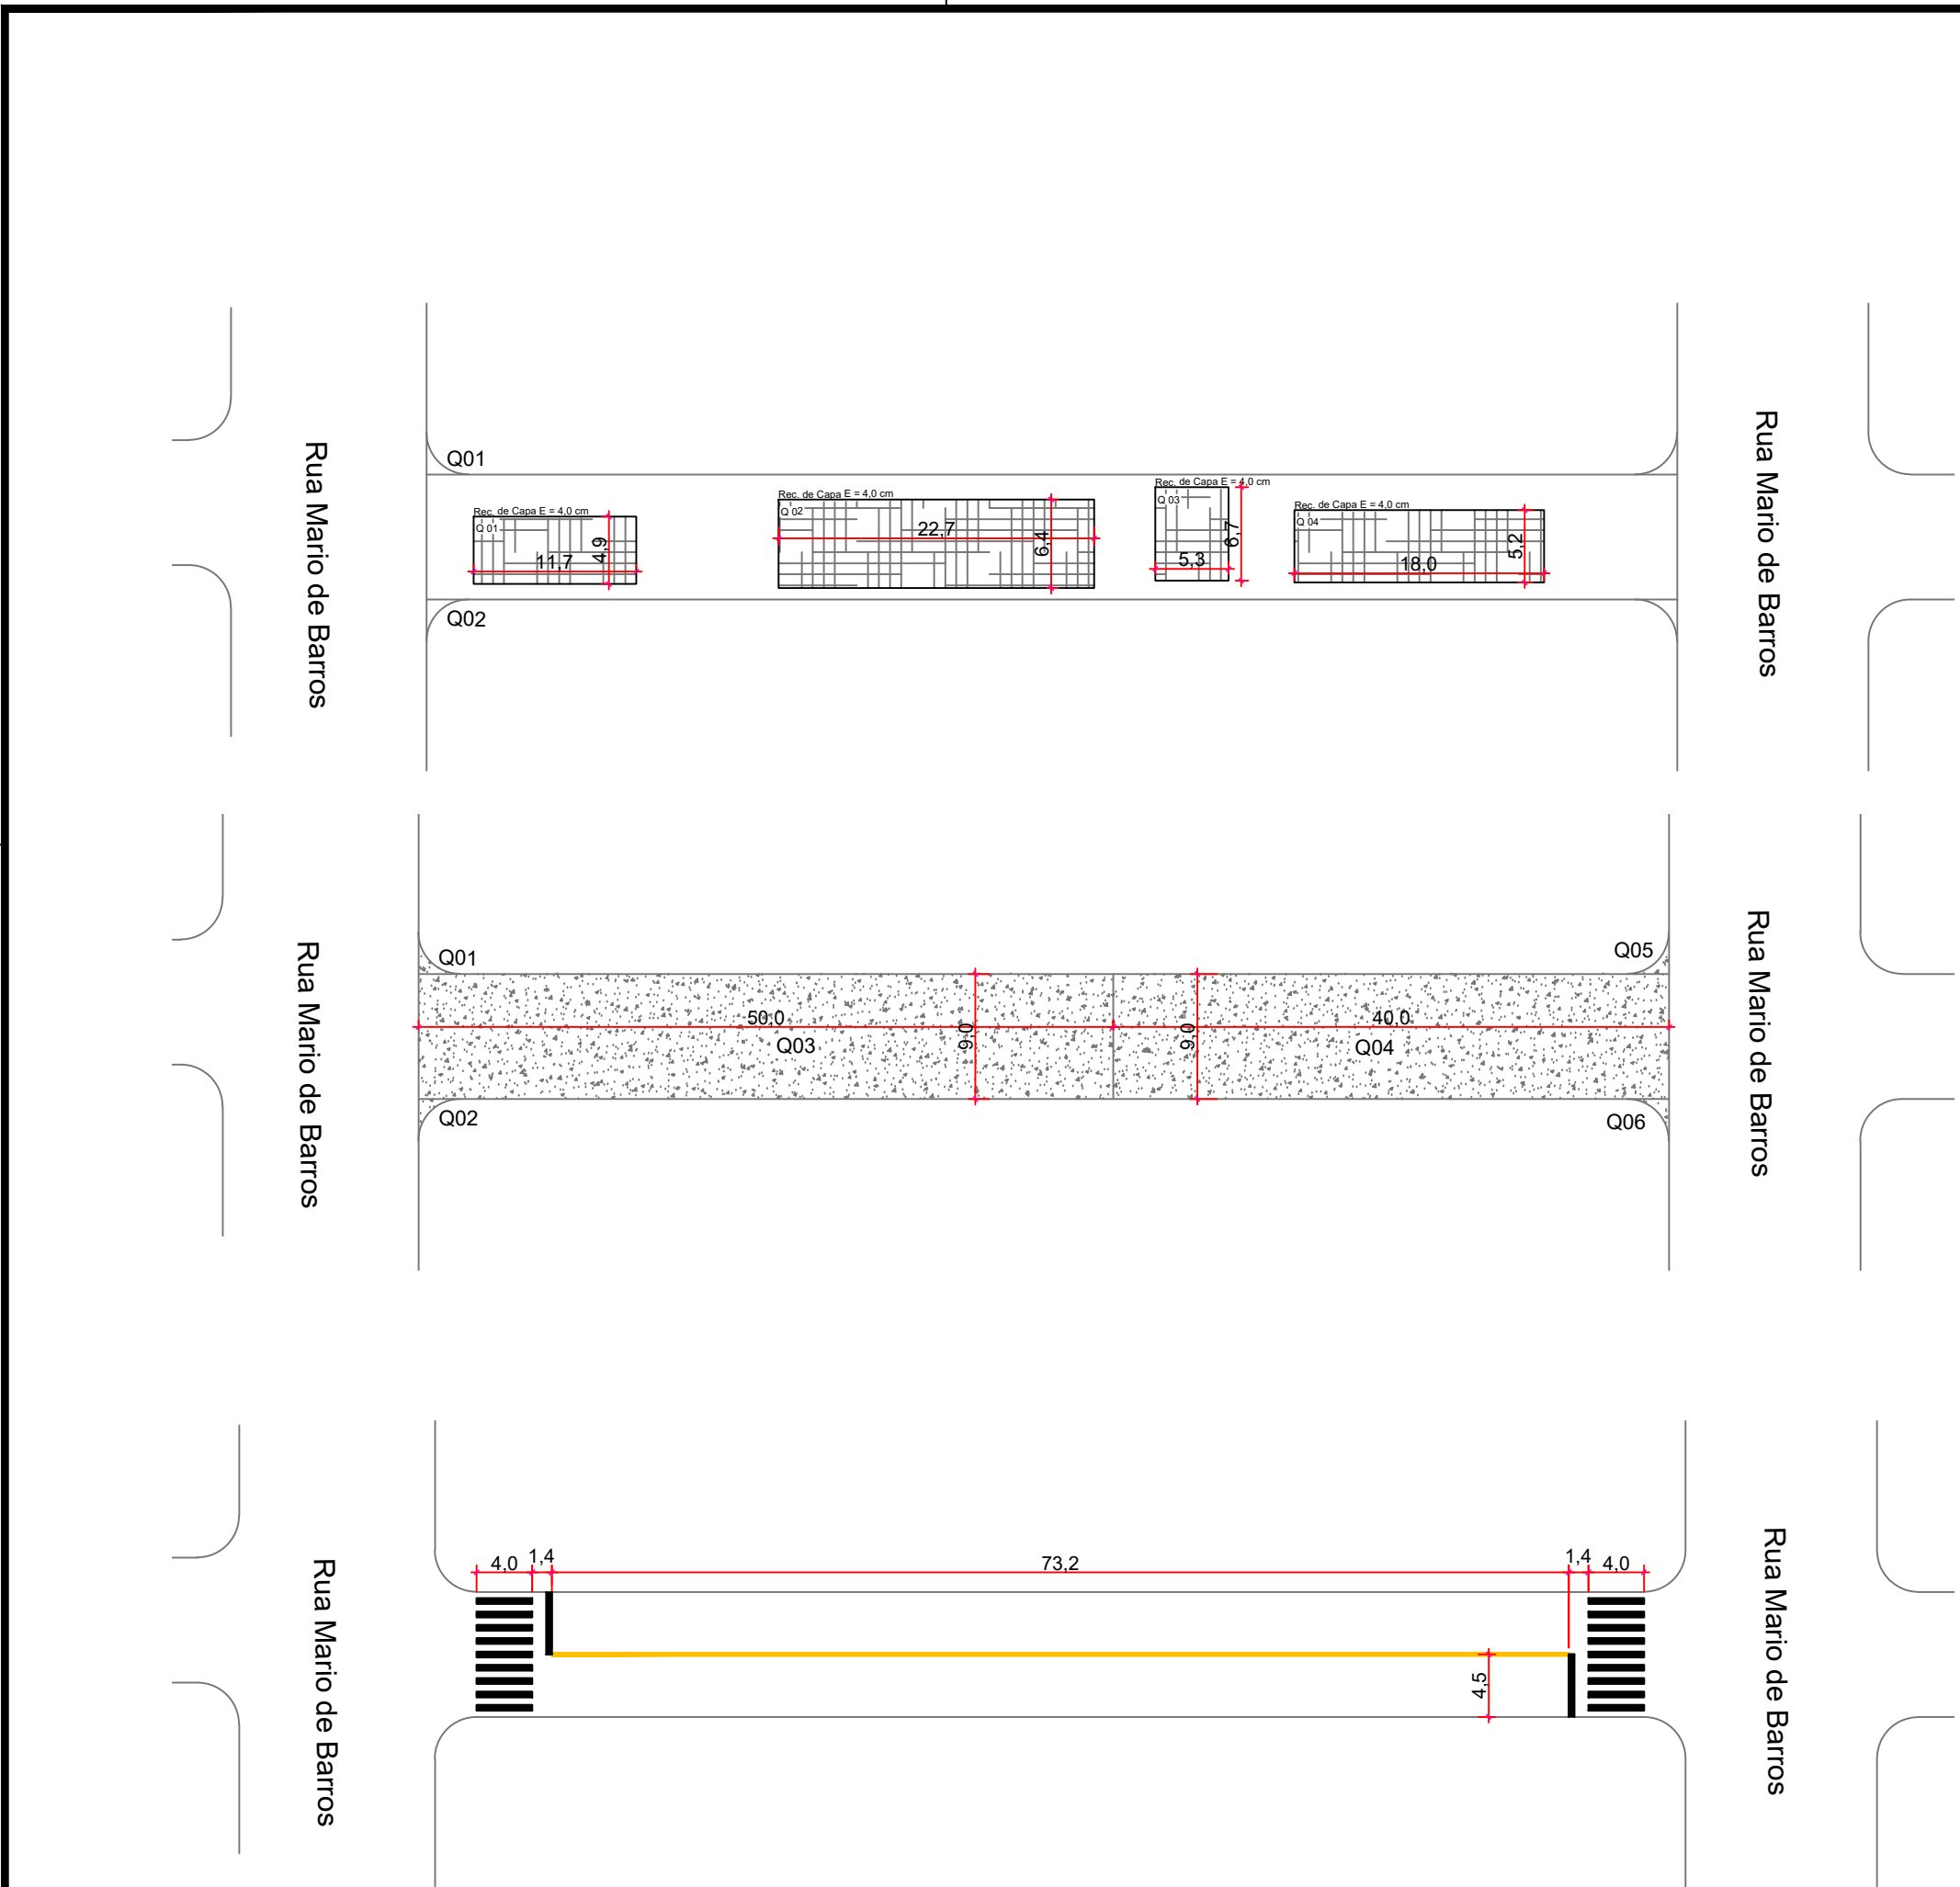 Rua Mario de Barros
Rua Mario de Barros
Q01
Rec. de Capa E = 4,0 cm
Q 01
11,7
4,9
Rec. de Capa E = 4,0 cm
Q 02
22,7
6,4
Rec. de Capa E = 4,0 cm
Q 03
5,3
6,7
Rec. de Capa E = 4,0 cm
Q 04
18,0
5,2
Q02
Rua Mario de Barros
Rua Mario de Barros
Q01
Q05
50,0
9,0
9,0
40,0
Q03
Q04
Q02
Q06
Rua Mario de Barros
Rua Mario de Barros
4,0
1,4
73,2
1,4
4,0
4,5